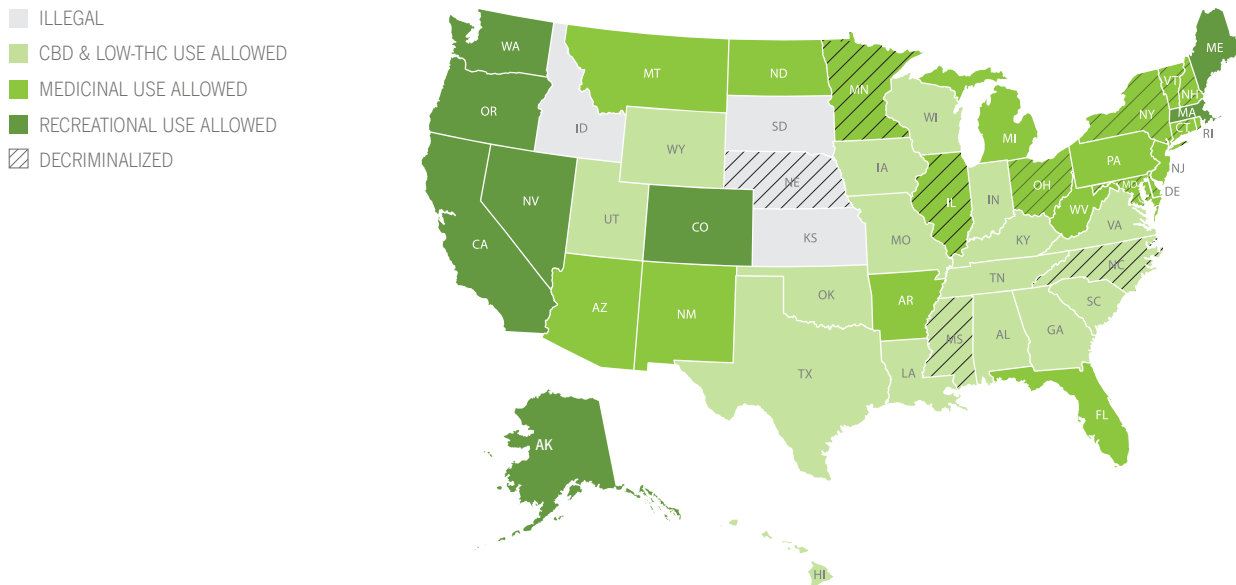 ILLEGAL
CBD & LOW-THC USE ALLOWED
MEDICINAL USE ALLOWED
RECREATIONAL USE ALLOWED
DECRIMINALIZED
WA
ME
MT
ND
VT
MN
NH
OR
MA
NY
WI
SD
ID
CT
RI
MI
WY
PA
IA
NJ
NE
OH
MD
DE
IN
IL
NV
WV
UT
VA
CO
KS
MO
KY
CA
NC
TN
OK
AR
SC
AZ
NM
GA
AL
MS
TX
LA
FL
AK
HI